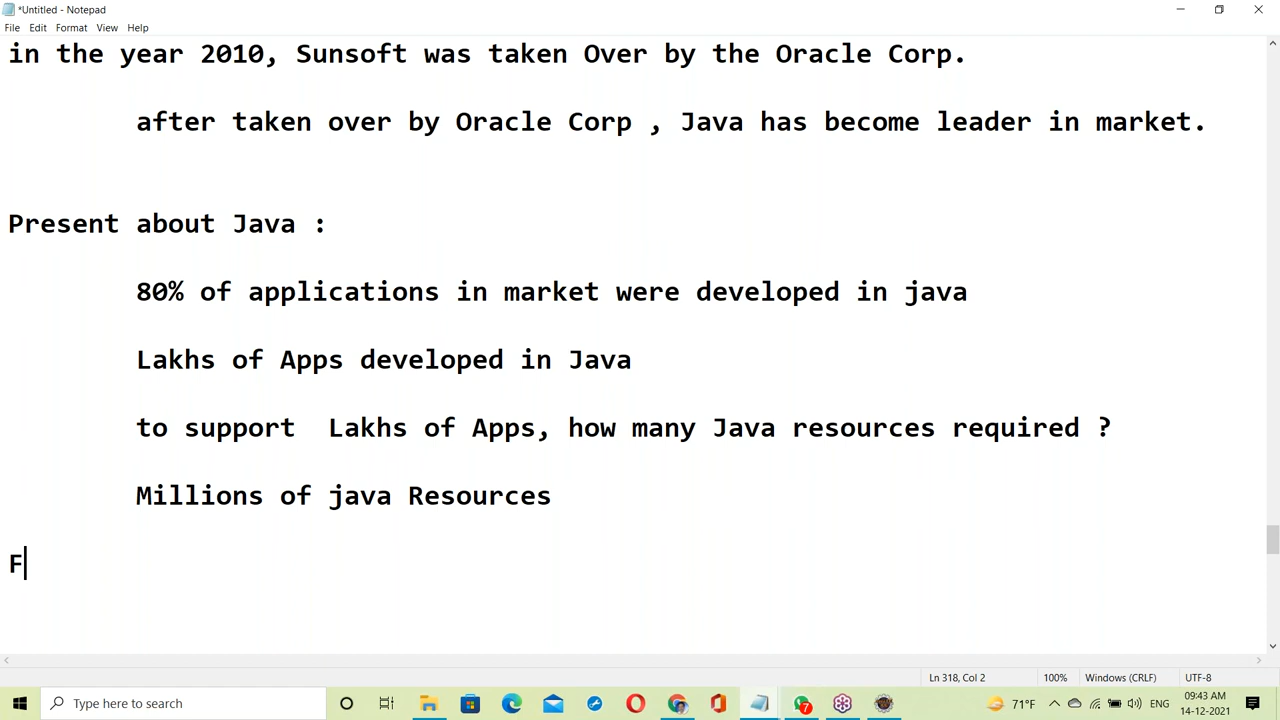 *Untitled - Notepad
File Edit Format View Help
in the year 2010, Sunsoft was taken Over by the Oracle Corp.
after taken over by Oracle Corp , Java has become leader in market.
Present about Java :
80% of applications in market were developed in java
Lakhs of Apps developed in Java
to support  Lakhs of Apps, how many Java resources required ?
Millions of java Resources
F
Ln 318, Col 2 100% Windows (CRLF) UTF-8
Type here to search 7 71°F ENG 09:43 AM
14-12-2021